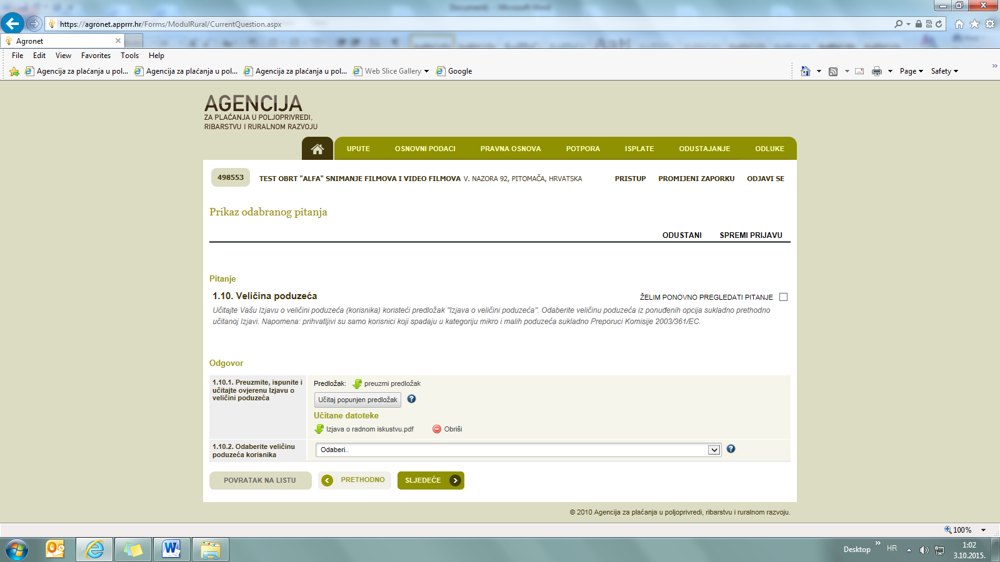 Document1 - Microsoft Word
https://agronet.apprrr.hr/Forms/ModulRural/CurrentQuestion.aspx
Agronet
File Edit View Favorites Tools Help
Agencija za plaćanja u pol... Agencija za plaćanja u pol... Agencija za plaćanja u pol... Web Slice Gallery Google Page Safety
AGENCIJA
ZA PLAĆANJA U POLJOPRIVREDI,
RIBARSTVU I RURALNOM RAZVOJU
UPUTE OSNOVNI PODACI PRAVNA OSNOVA POTPORA ISPLATE ODUSTAJANJE ODLUKE
498553 TEST OBRT "ALFA" SNIMANJE FILMOVA I VIDEO FILMOVA V. NAZORA 92, PITOMAČA, HRVATSKA PRISTUP PROMIJENI ZAPORKU ODJAVI SE
Prikaz odabranog pitanja
ODUSTANI SPREMI PRIJAVU
Pitanje
1.10. Veličina poduzeća ŽELIM PONOVNO PREGLEDATI PITANJE
Učitajte Vašu Izjavu o veličini poduzeća (korisnika) koristeći predložak "Izjava o veličini poduzeća". Odaberite veličinu poduzeća iz ponuđenih opcija sukladno prethodno
učitanoj Izjavi. Napomena: prihvatljivi su samo korisnici koji spadaju u kategoriju mikro i malih poduzeća sukladno Preporuci Komisije 2003/361/EC.
Odgovor
1.10.1. Preuzmite, ispunite i
učitajte ovjerenu Izjavu o
veličini poduzeća
Predložak: preuzmi predložak
Učitaj popunjen predložak
Učitane datoteke
Izjava o radnom iskustvu.pdf Obriši
1.10.2. Odaberite veličinu
poduzeća korisnika
Odaberi..
POVRATAK NA LISTU PRETHODNO SLJEDEĆE
© 2010 Agencija za plaćanja u poljoprivredi, ribarstvu i ruralnom razvoju.
100%
Desktop HR 1:02
3.10.2015.